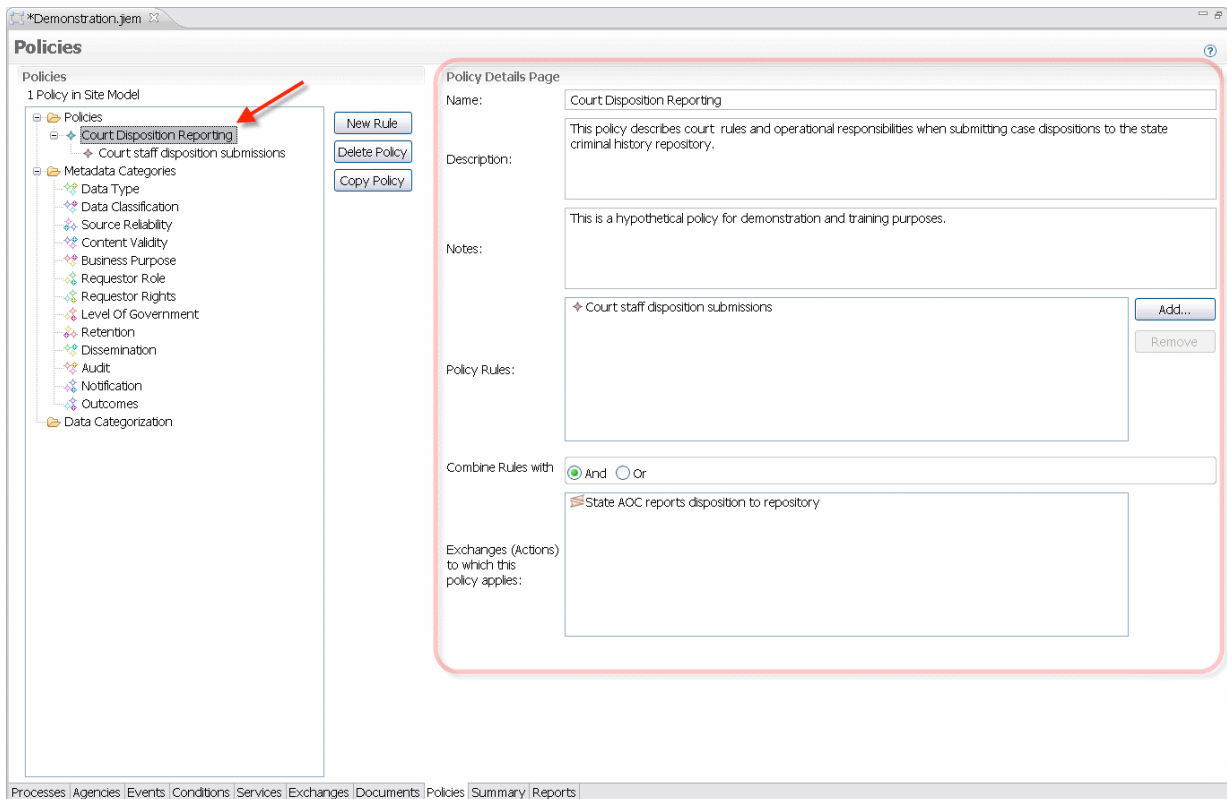 *Demonstration.jiem
Policies
Policies
1 Policy in Site Model
Policies
Court Disposition Reporting
Court staff disposition submissions
Metadata Categories
Data Type
Data Classification
Source Reliability
Content Validity
Business Purpose
Requestor Role
Requestor Rights
Level Of Government
Retention
Dissemination
Audit
Notification
Outcomes
Data Categorization
New Rule
Delete Policy
Copy Policy
Policy Details Page
Name:
Court Disposition Reporting
Description:
This policy describes court rules and operational responsibilities when submitting case dispositions to the state
criminal history repository.
Notes:
This is a hypothetical policy for demonstration and training purposes.
Policy Rules:
Court staff disposition submissions
Add...
Remove
Combine Rules with
And Or
Exchanges (Actions)
to which this
policy applies:
State AOC reports disposition to repository
Processes Agencies Events Conditions Services Exchanges Documents Policies Summary Reports